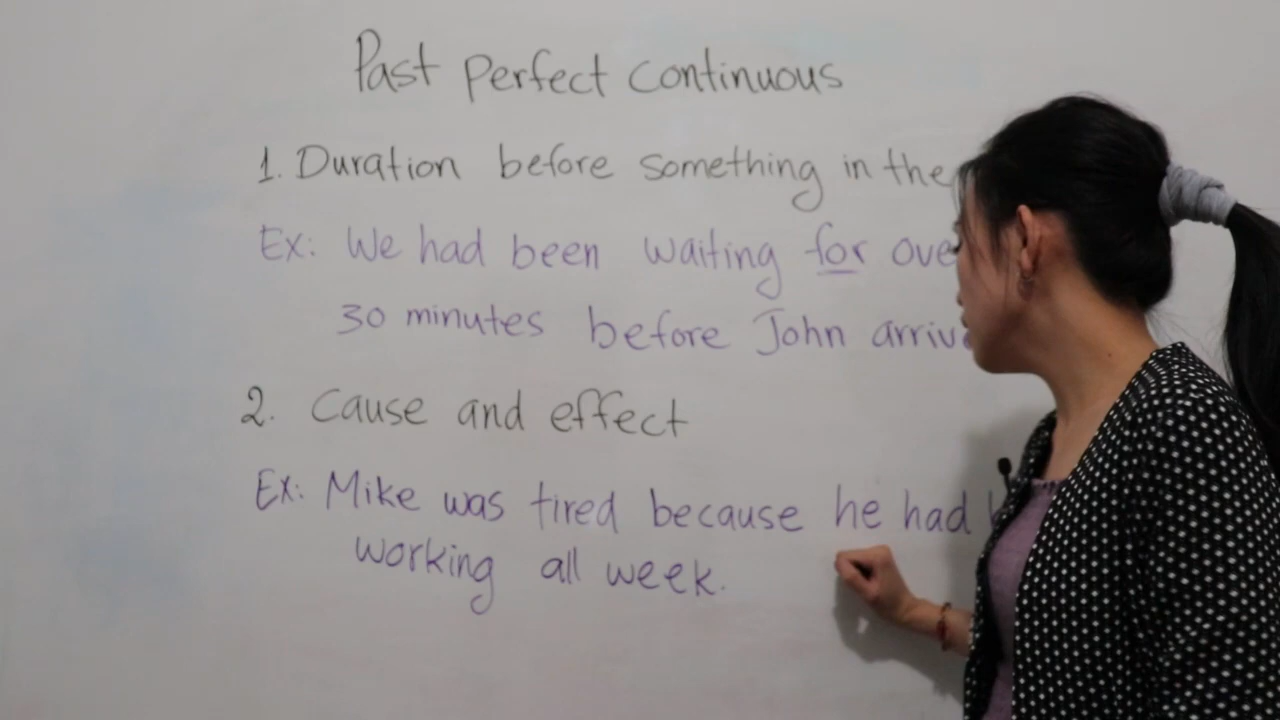 Past perfect continuous
1. Duration before something in the
Ex: We had been waiting for ove
30 minutes before John arriv
2. Cause and effect
Ex: Mike was tired because he had
working all week.